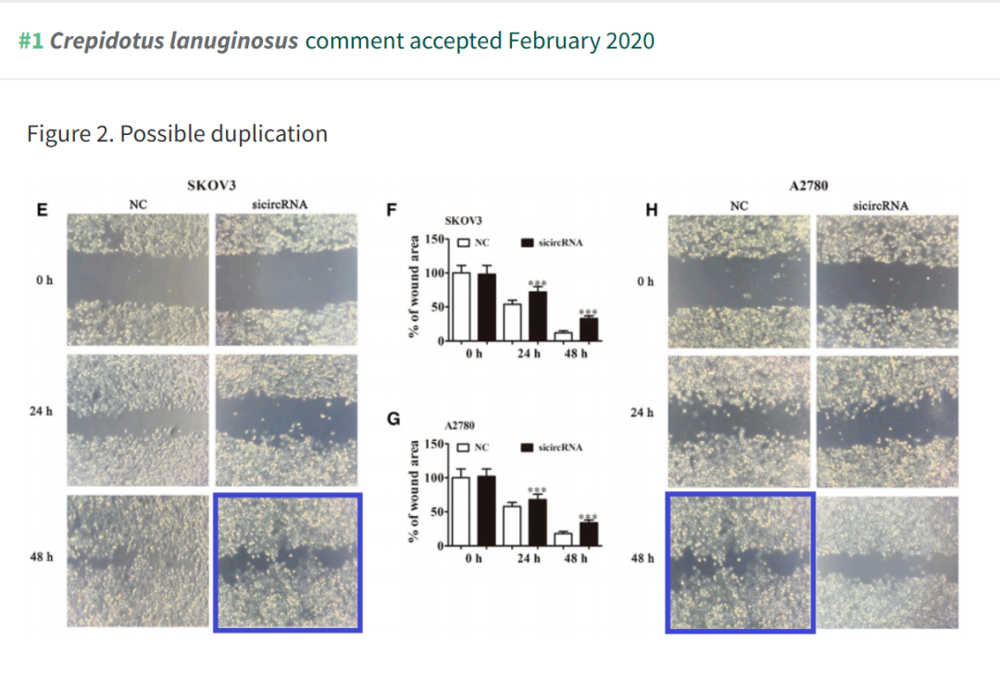 #1 Crepidotus lanuginosus comment accepted February 2020
Figure 2. Possible duplication
SKOV3
E
NC
sicircRNA
0 h
24 h
48 h
F
SKOV3
NC
sicircRNA
% of wound area
150
100
50
0
***
***
0 h
24 h
48 h
G
A2780
NC
sicircRNA
% of wound area
150
100
50
0
***
***
0 h
24 h
48 h
A2780
H
NC
sicircRNA
0 h
24 h
48 h